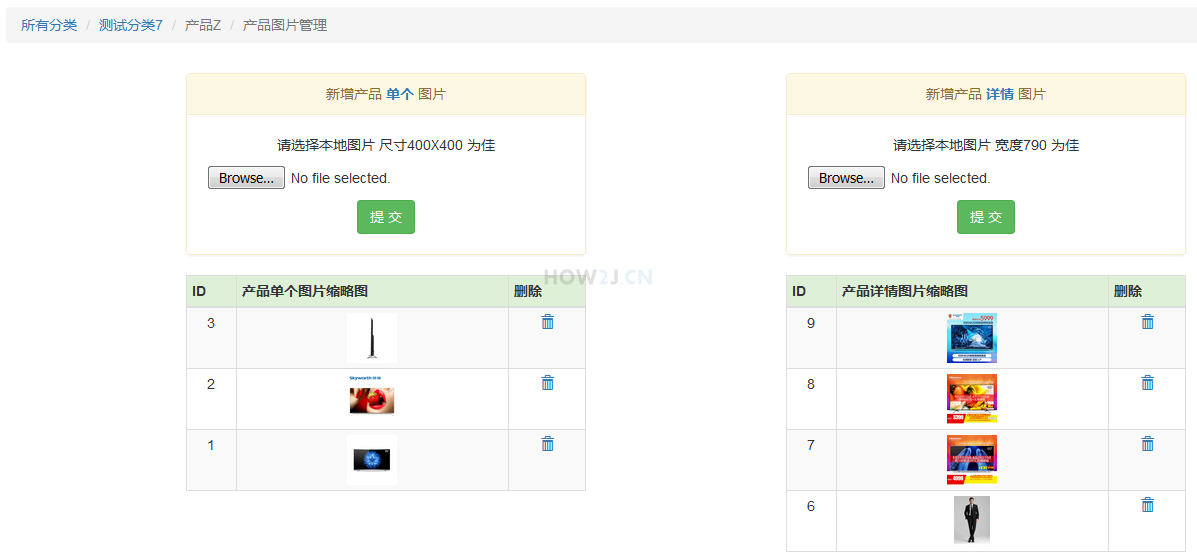 所有分类 / 测试分类7 / 产品Z / 产品图片管理
新增产品 单个 图片
请选择本地图片 尺寸400X400 为佳
Browse... No file selected.
提 交
新增产品 详情 图片
请选择本地图片 宽度790 为佳
Browse... No file selected.
提 交
HOW2J.CN
ID 产品单个图片缩略图 删除
3
Skyworth
2
1
ID 产品详情图片缩略图 删除
9
5999
8
3399
7
4999
6